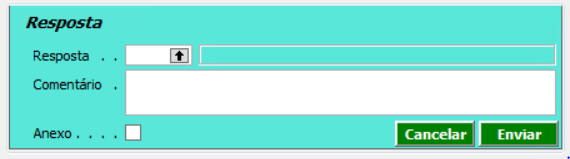 Resposta
Resposta . .
Comentário .
Anexo . . . .
Cancelar Enviar